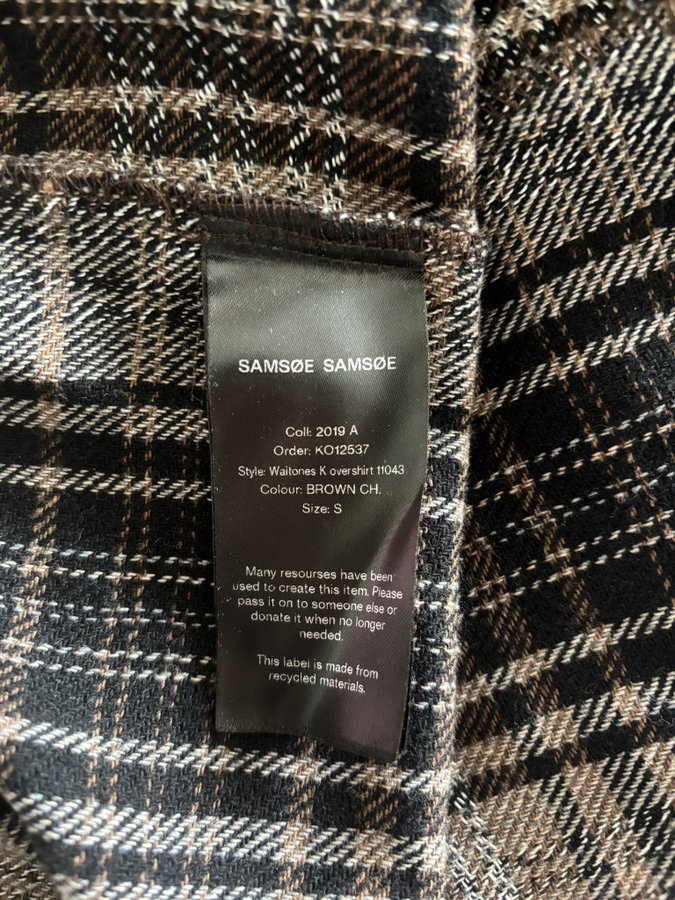 SAMSØE SAMSØE
Coll: 2019 A
Order: KO12537
Style: Waitones K overshirt 11043
Colour: BROWN CH.
Size: S
Many resourses have been
used to create this item. Please
pass it on to someone else or
donate it when no longer
needed.
This label is made from
recycled materials.